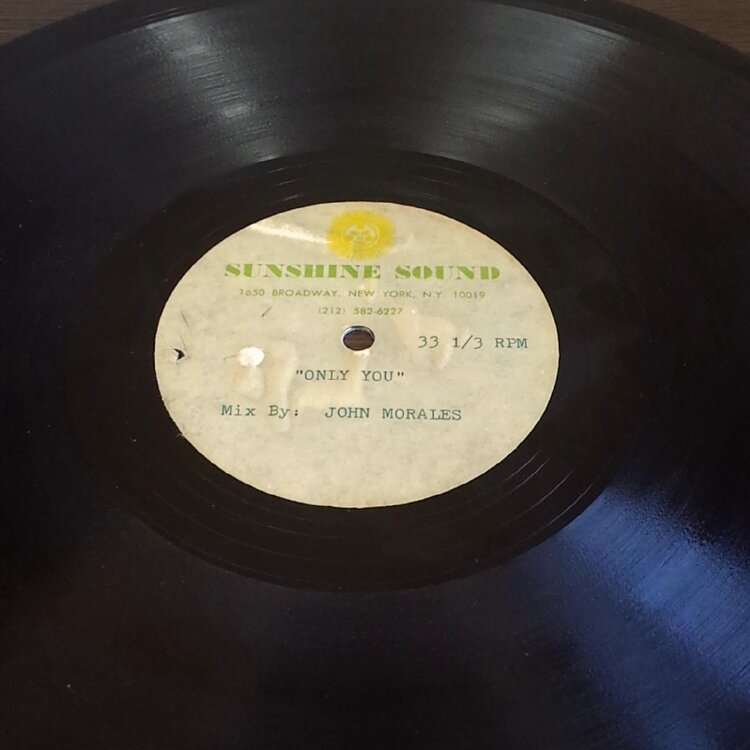 SUNSHINE SOUND
1650 BROADWAY, NEW YORK, N.Y. 10019
(212) 582-6227
33 1/3 RPM
"ONLY YOU"
Mix By: JOHN MORALES